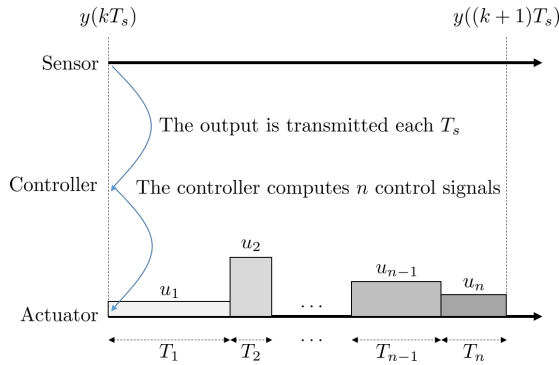 y(kT_s) y((k + 1)T_s)
Sensor
The output is transmitted each T_s
Controller
The controller computes n control signals
u_1 u_2 ... u_{n−1} u_n
Actuator
T_1 T_2 ... T_{n−1} T_n